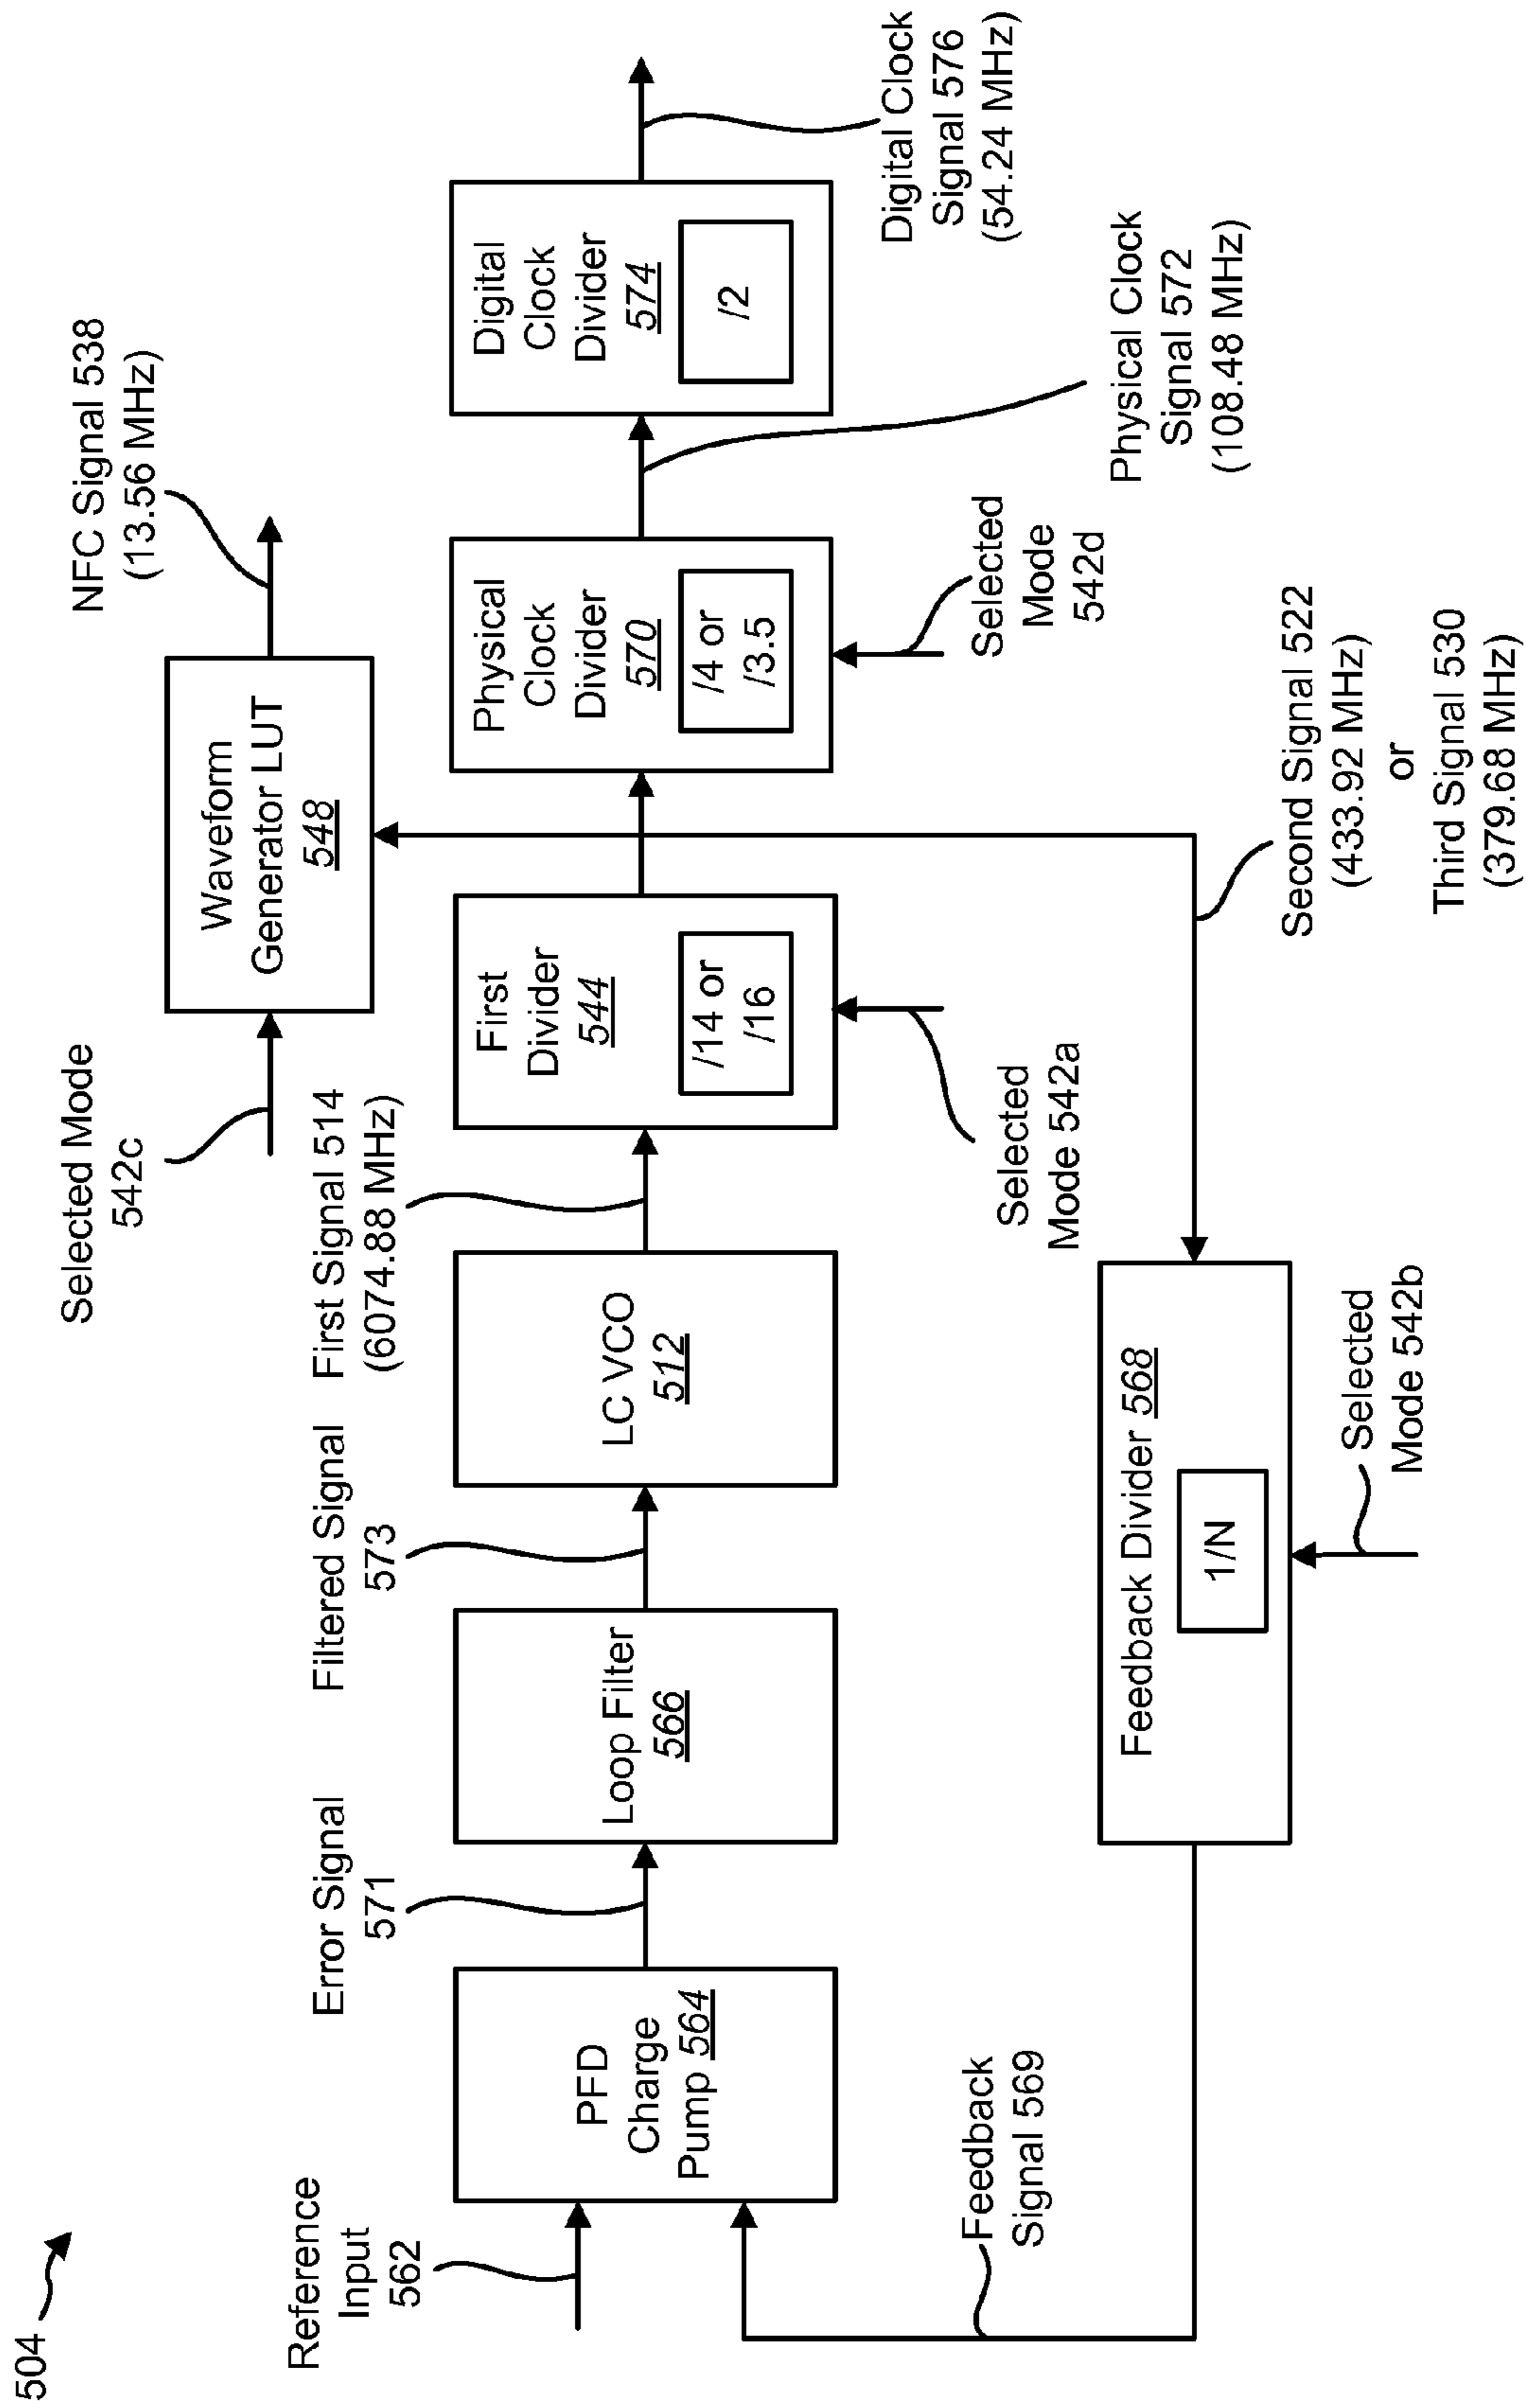 504
Reference
Input
562
Error Signal
571
Filtered Signal
573
First Signal 514
(6074.88 MHz)
Selected Mode
542c
Waveform
Generator LUT
548
NFC Signal 538
(13.56 MHz)
PFD
Charge
Pump 564
Loop Filter
566
LC VCO
512
First
Divider
544
/14 or
/16
Physical
Clock
Divider
570
/4 or
/3.5
Digital
Clock
Divider
574
/2
Digital Clock
Signal 576
(54.24 MHz)
Physical Clock
Signal 572
(108.48 MHz)
Selected
Mode
542d
Selected
Mode 542a
Feedback
Signal 569
Feedback Divider 568
1/N
Selected
Mode 542b
Second Signal 522
(433.92 MHz)
or
Third Signal 530
(379.68 MHz)